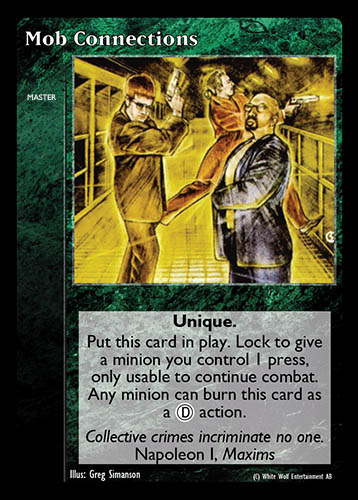 Mob Connections
MASTER
Unique.
Put this card in play. Lock to give
a minion you control 1 press,
only usable to continue combat.
Any minion can burn this card as
a Ⓓ action.
Collective crimes incriminate no one.
Napoleon I, Maxims
Illus: Greg Simanson
(C) White Wolf Entertainment AB